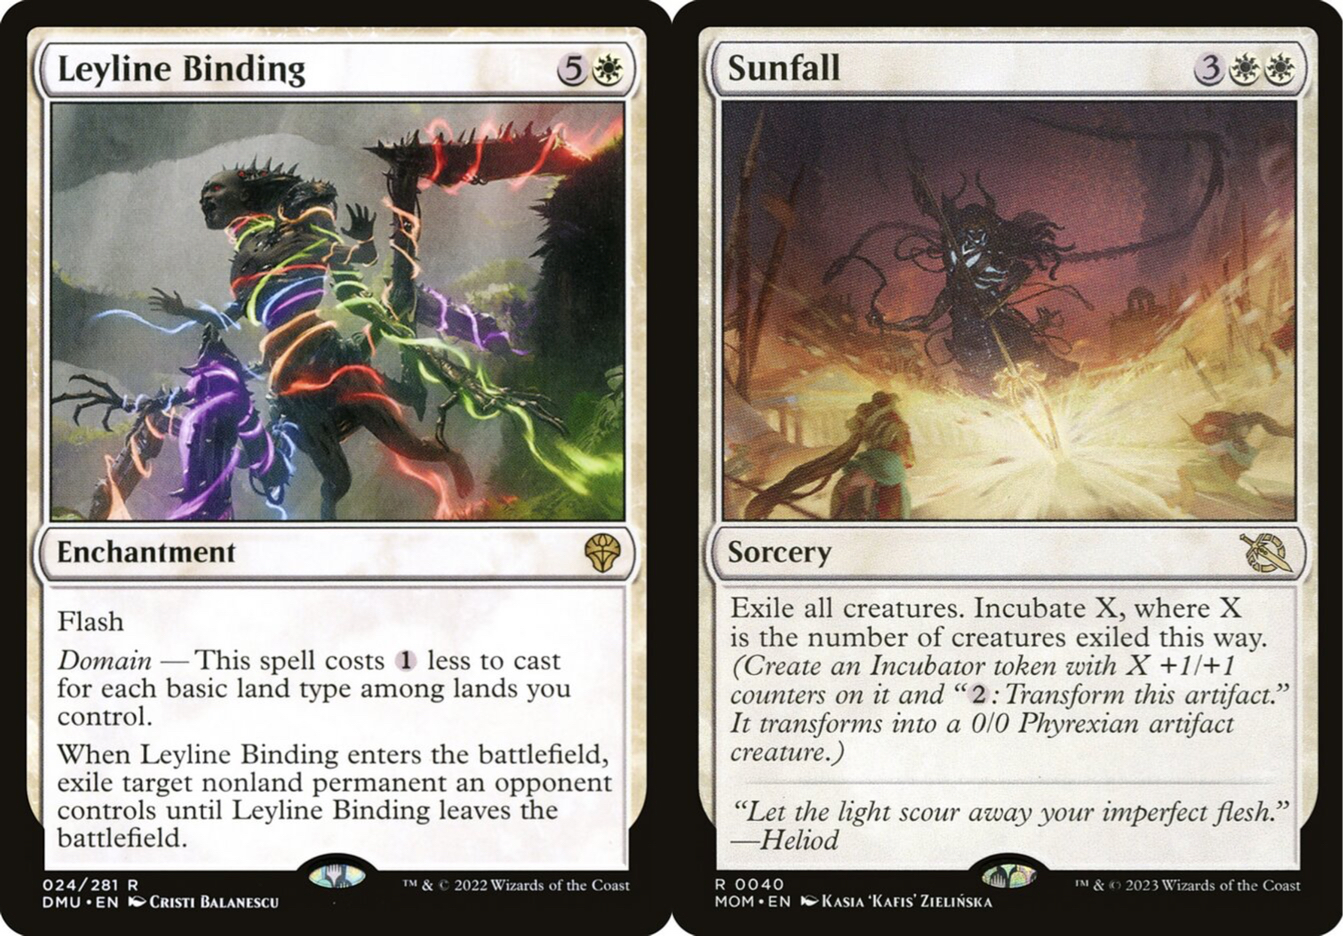 Leyline Binding 5
Enchantment
Flash
Domain — This spell costs 1 less to cast
for each basic land type among lands you
control.
When Leyline Binding enters the battlefield,
exile target nonland permanent an opponent
controls until Leyline Binding leaves the
battlefield.
024/281 R
DMU • EN CRISTI BALANESCU
™ & © 2022 Wizards of the Coast
Sunfall 3
Sorcery
Exile all creatures. Incubate X, where X
is the number of creatures exiled this way.
(Create an Incubator token with X +1/+1
counters on it and “2: Transform this artifact.”
It transforms into a 0/0 Phyrexian artifact
creature.)
“Let the light scour away your imperfect flesh.”
—Heliod
R 0040
MOM • EN KASIA ‘KAFIS’ ZIELIŃSKA
™ & © 2023 Wizards of the Coast